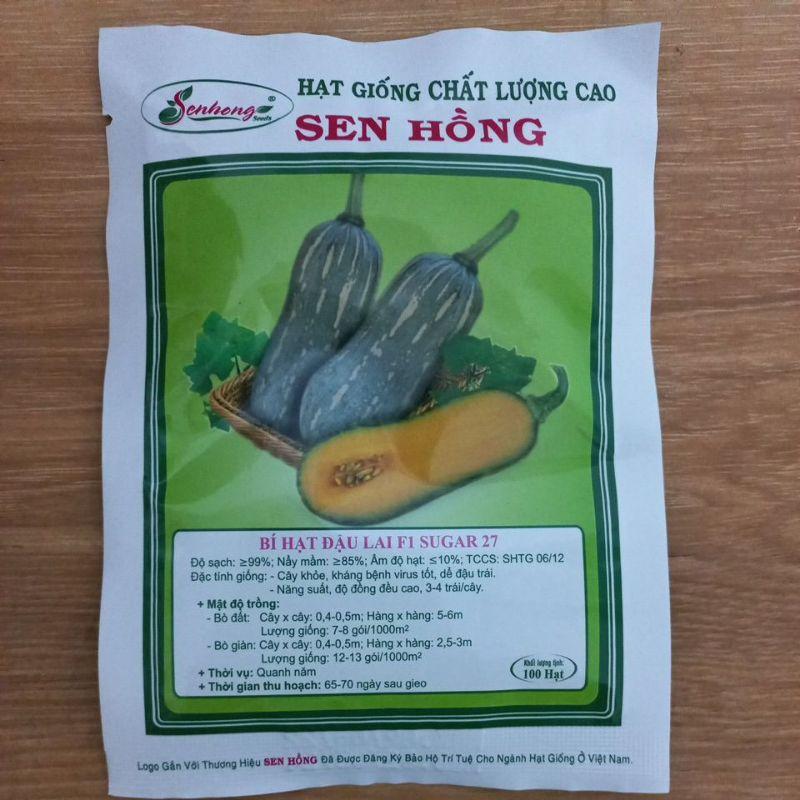 Senhong®
Seeds
HẠT GIỐNG CHẤT LƯỢNG CAO
SEN HỒNG
BÍ HẠT ĐẬU LAI F1 SUGAR 27
Độ sạch: ≥99%; Nẩy mầm: ≥85%; Ẩm độ hạt: ≤10%; TCCS: SHTG 06/12
Đặc tính giống: - Cây khỏe, kháng bệnh virus tốt, dể đậu trái.
- Năng suất, độ đồng đều cao, 3-4 trái/cây.
+ Mật độ trồng:
- Bò đất: Cây x cây: 0,4-0,5m; Hàng x hàng: 5-6m
Lượng giống: 7-8 gói/1000m²
- Bò giàn: Cây x cây: 0,4-0,5m; Hàng x hàng: 2,5-3m
Lượng giống: 12-13 gói/1000m²
+ Thời vụ: Quanh năm
+ Thời gian thu hoạch: 65-70 ngày sau gieo
Khối lượng tịnh:
100 Hạt
Logo Gắn Với Thương Hiệu SEN HỒNG Đã Được Đăng Ký Bảo Hộ Trí Tuệ Cho Ngành Hạt Giống Ở Việt Nam.